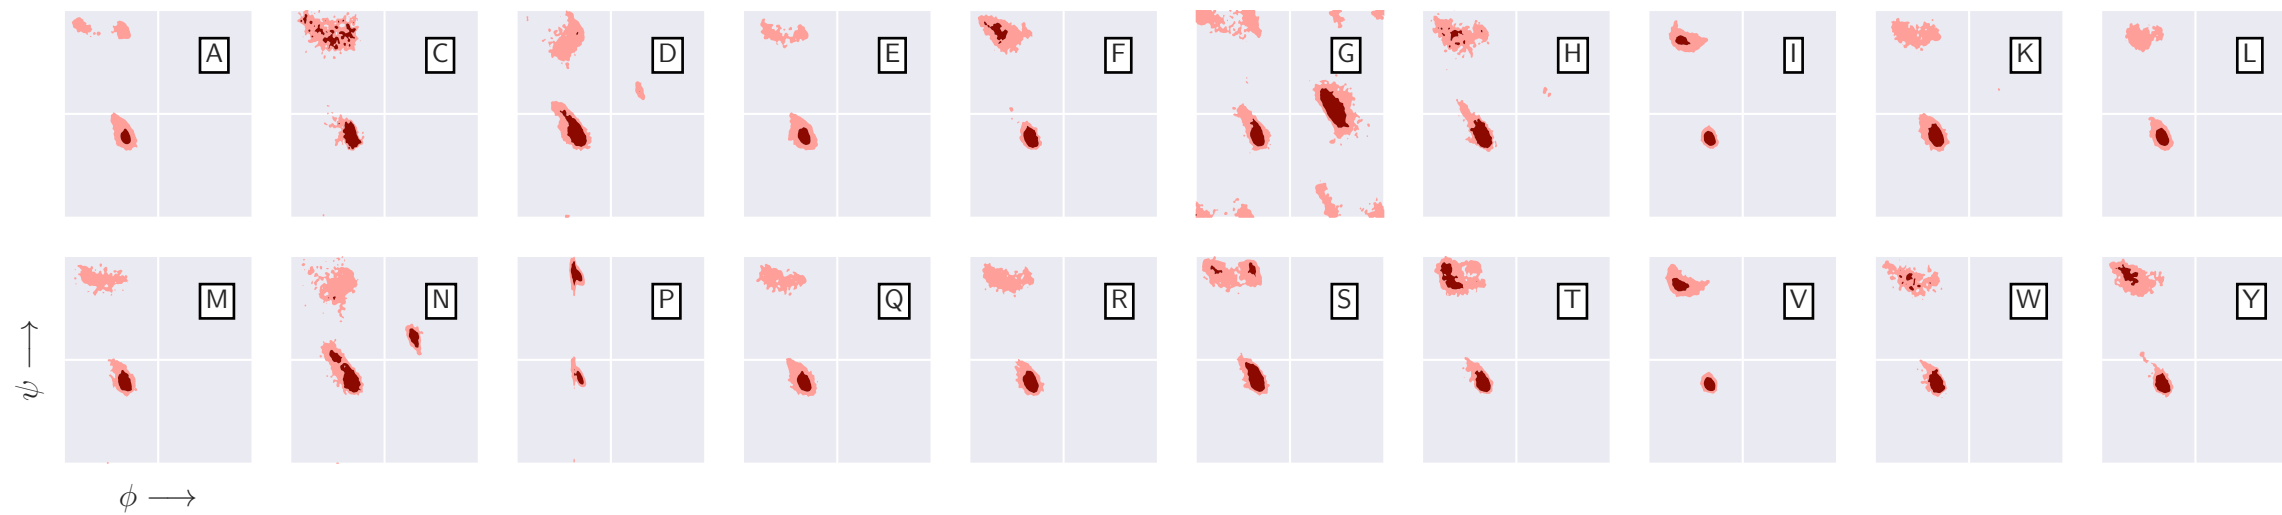 A C D E F G H I K L
M N P Q R S T V W Y
ψ ⟶
ϕ ⟶